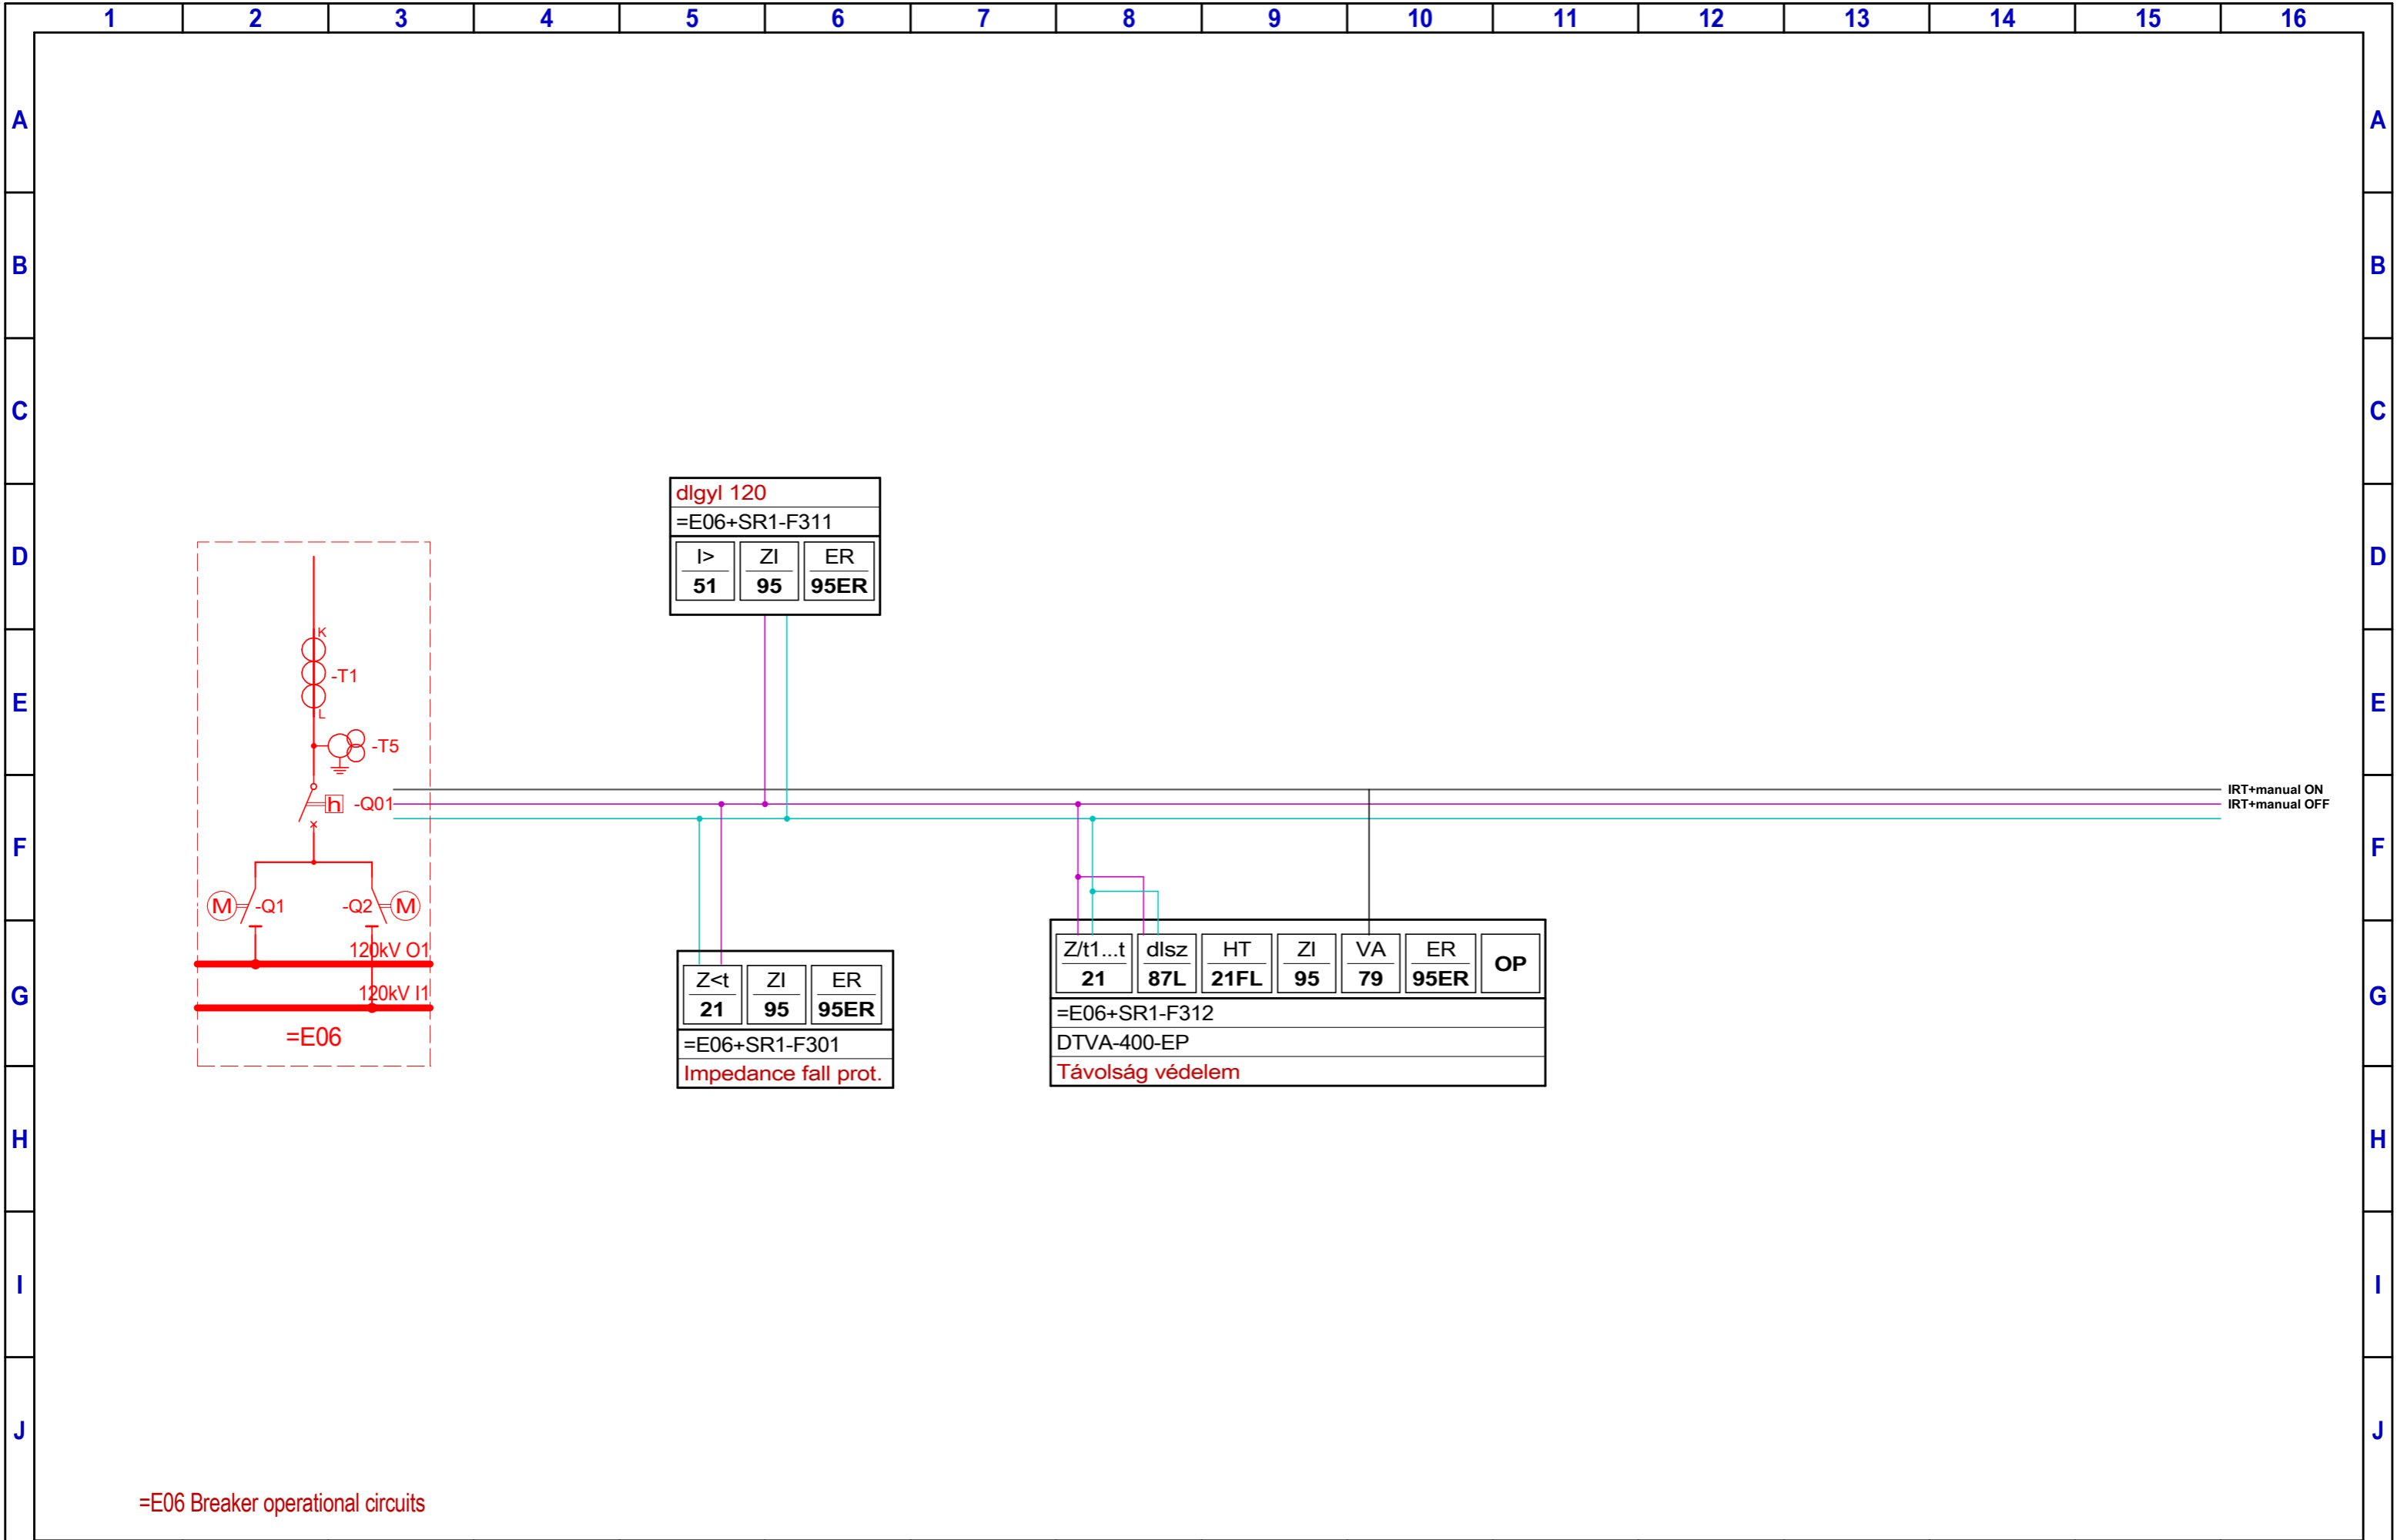 1 2 3 4 5 6 7 8 9 10 11 12 13 14 15 16
A A
B B
C C
D D
dlgyl 120
=E06+SR1-F311
I> ZI ER
51 95 95ER
E E
K
-T1
L
-T5
-Q01
IRT+manual ON
IRT+manual OFF
h
F F
M -Q1 -Q2 M
120kV O1
120kV I1
=E06
G G
Z<t ZI ER
21 95 95ER
=E06+SR1-F301
Impedance fall prot.
Z/t1...t dlsz HT ZI VA ER OP
21 87L 21FL 95 79 95ER
=E06+SR1-F312
DTVA-400-EP
Távolság védelem
H H
I I
J J
=E06 Breaker operational circuits